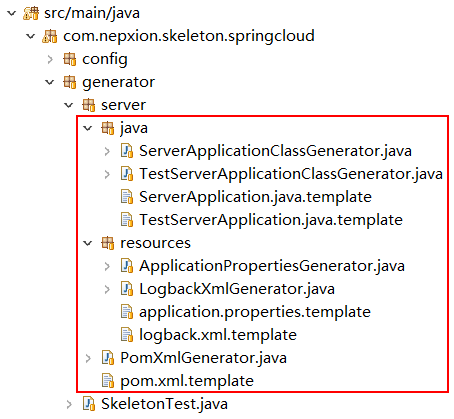 src/main/java
com.nepxion.skeleton.springcloud
config
generator
server
java
ServerApplicationClassGenerator.java
TestServerApplicationClassGenerator.java
ServerApplication.java.template
TestServerApplication.java.template
resources
ApplicationPropertiesGenerator.java
LogbackXmlGenerator.java
application.properties.template
logback.xml.template
PomXmlGenerator.java
pom.xml.template
SkeletonTest.java